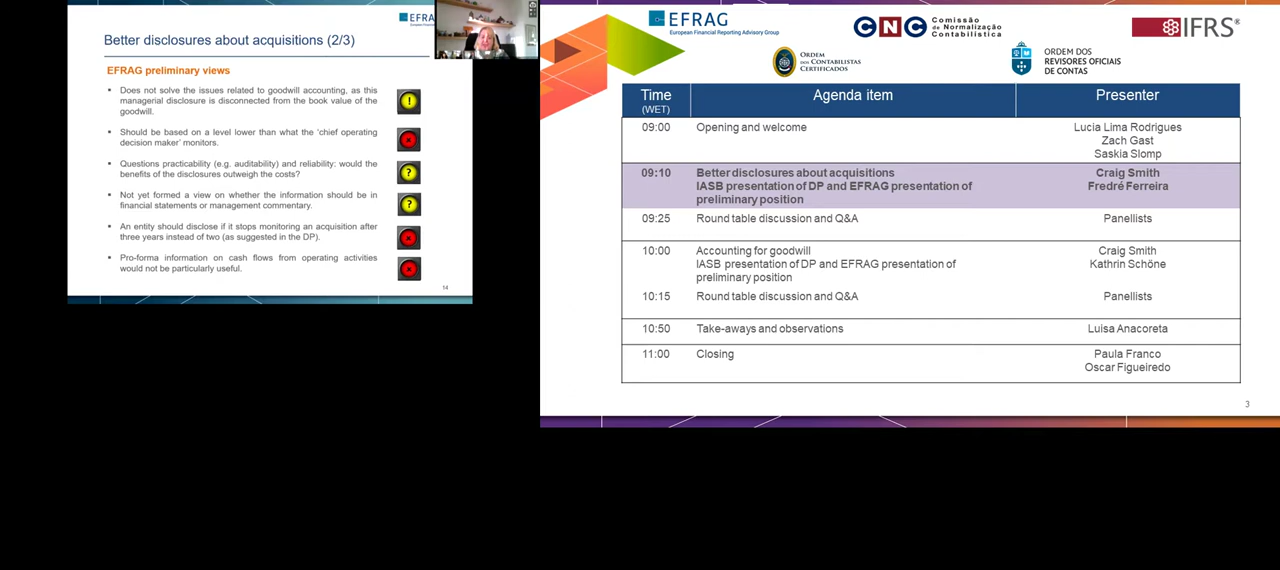 EFRAG
Better disclosures about acquisitions (2/3)
EFRAG preliminary views
▪ Does not solve the issues related to goodwill accounting, as this
managerial disclosure is disconnected from the book value of the
goodwill.
!
▪ Should be based on a level lower than what the ‘chief operating
decision maker’ monitors.
×
▪ Questions practicability (e.g. auditability) and reliability: would the
benefits of the disclosures outweigh the costs?
?
▪ Not yet formed a view on whether the information should be in
financial statements or management commentary.
?
▪ An entity should disclose if it stops monitoring an acquisition after
three years instead of two (as suggested in the DP).
×
▪ Pro-forma information on cash flows from operating activities
would not be particularly useful.
×
14
EFRAG
European Financial Reporting Advisory Group
CNC Comissão
de Normalização
Contabilística
IFRS®
ORDEM
DOS CONTABILISTAS
CERTIFICADOS
ORDEM DOS
REVISORES OFICIAIS
DE CONTAS
Time Agenda item Presenter
(WET)
09:00 Opening and welcome Lucia Lima Rodrigues
Zach Gast
Saskia Slomp
09:10 Better disclosures about acquisitions Craig Smith
IASB presentation of DP and EFRAG presentation of Fredré Ferreira
preliminary position
09:25 Round table discussion and Q&A Panellists
10:00 Accounting for goodwill Craig Smith
IASB presentation of DP and EFRAG presentation of Kathrin Schöne
preliminary position
10:15 Round table discussion and Q&A Panellists
10:50 Take-aways and observations Luisa Anacoreta
11:00 Closing Paula Franco
Oscar Figueiredo
3